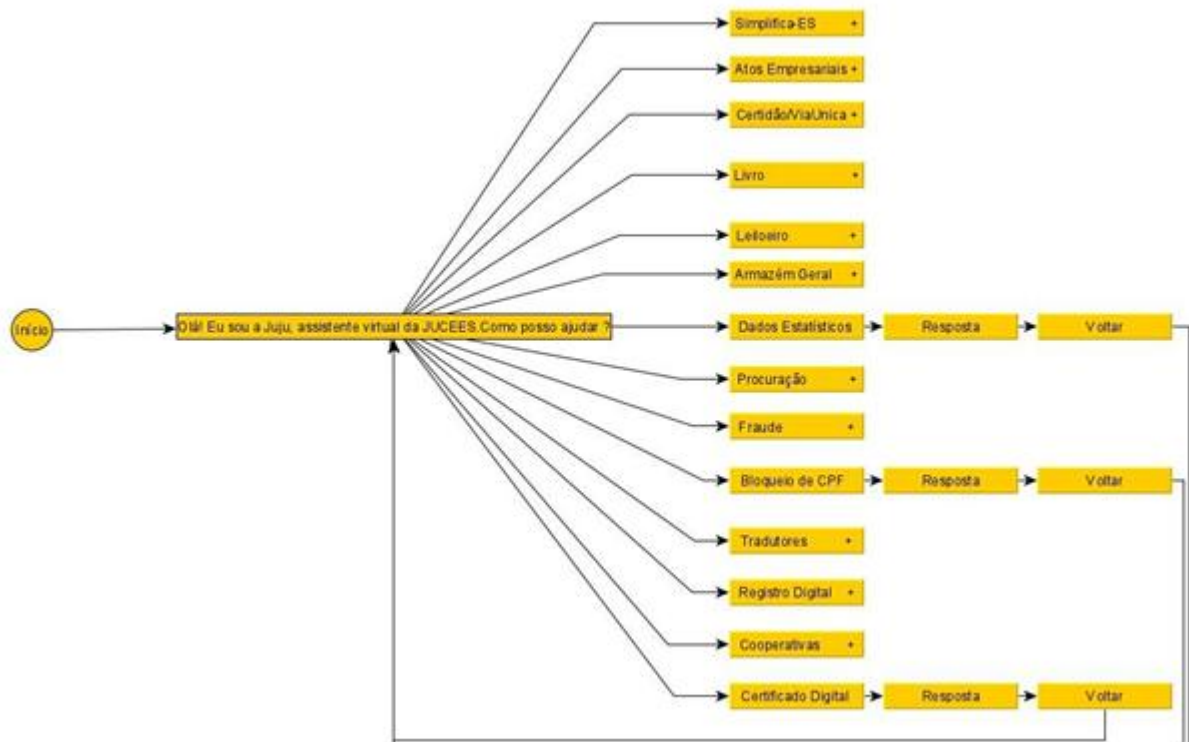 Simplifica-ES +
Atos Empresariais +
Certidão/ViaUnica +
Livro +
Leiloeiro +
Armazém Geral +
Início
Olá! Eu sou a Juju, assistente virtual da JUCEES.Como posso ajudar ?
Dados Estatísticos
Resposta
Voltar
Procuração +
Fraude +
Bloqueio de CPF
Resposta
Voltar
Tradutores +
Registro Digital +
Cooperativas +
Certificado Digital
Resposta
Voltar